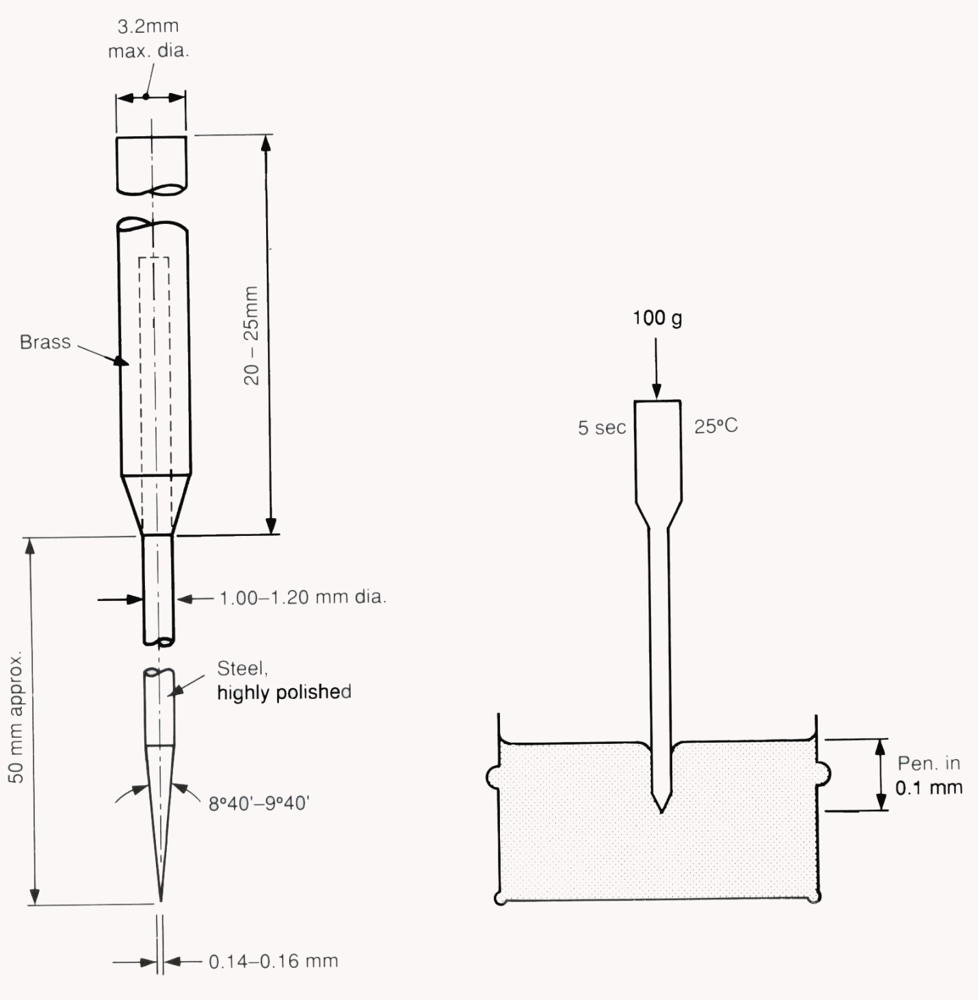 3.2mm
max. dia.
Brass
20 – 25mm
1.00–1.20 mm dia.
Steel,
highly polished
50 mm approx.
8°40'–9°40'
0.14–0.16 mm
100 g
5 sec
25°C
Pen. in
0.1 mm